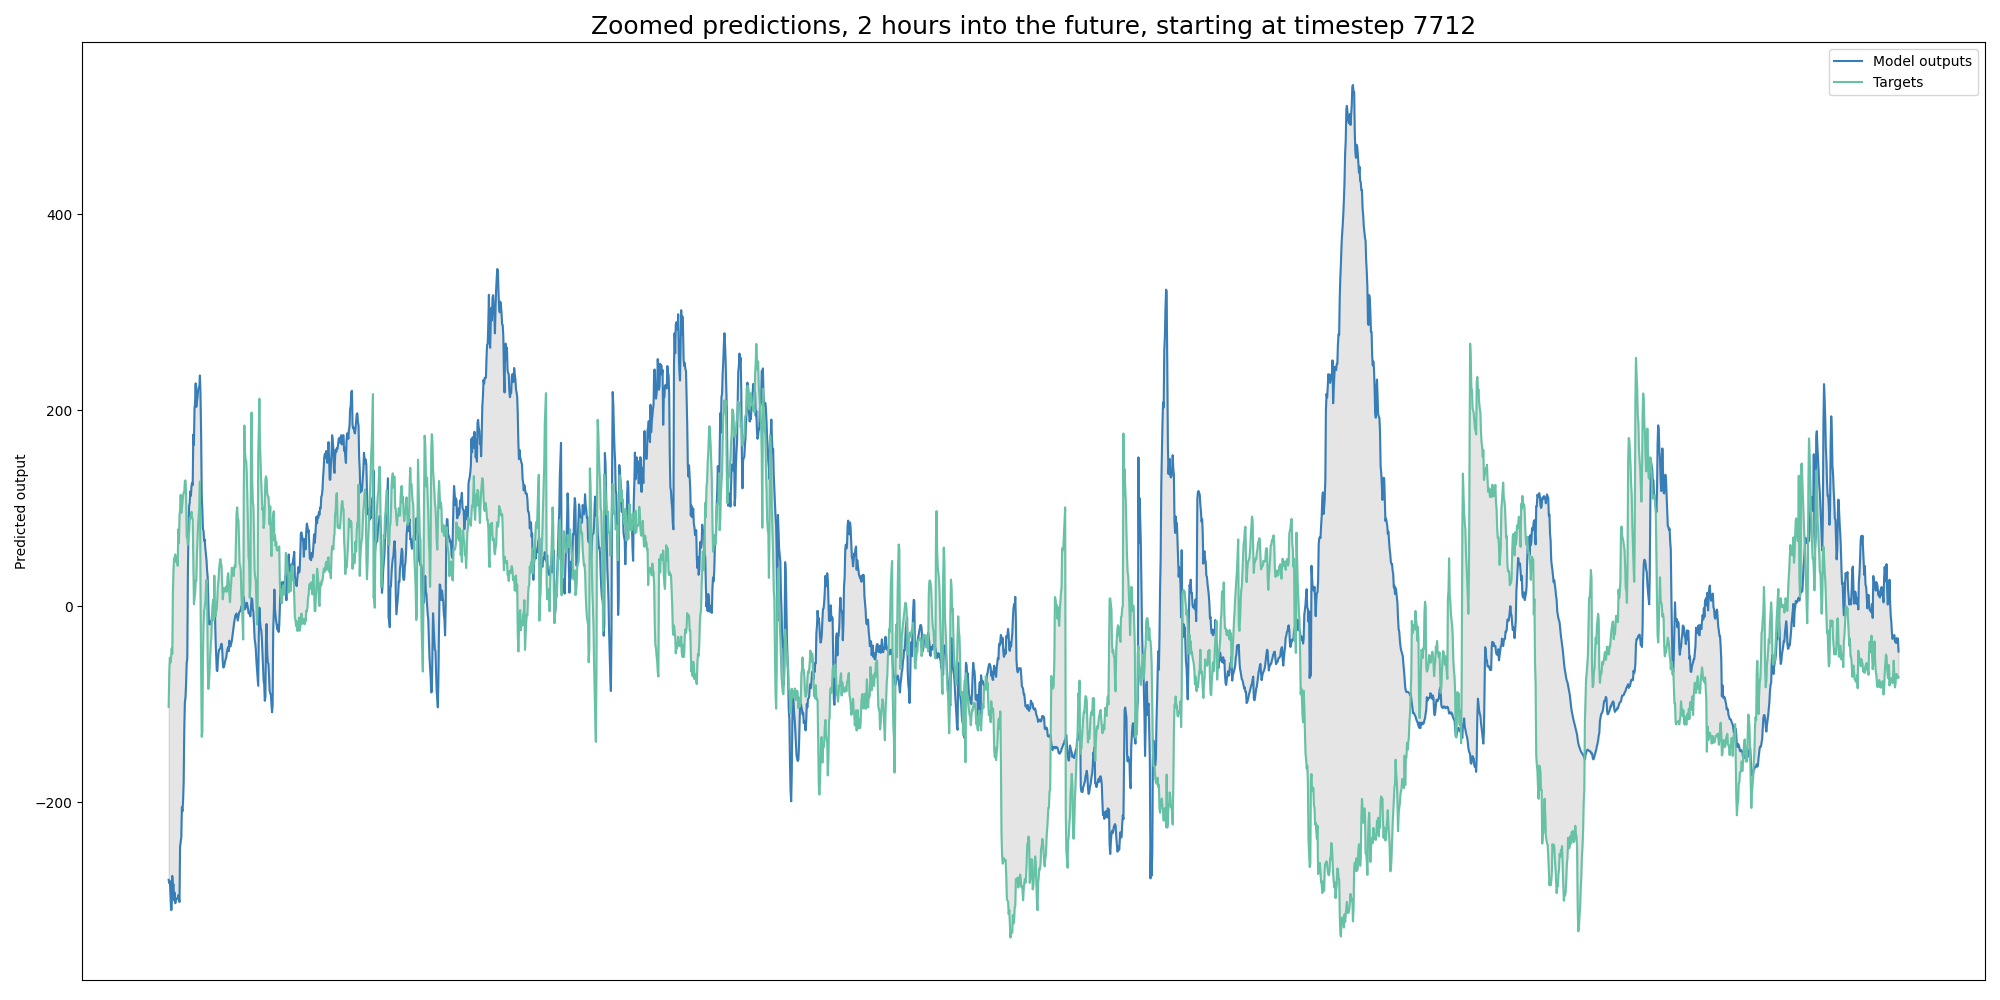 Zoomed predictions, 2 hours into the future, starting at timestep 7712
Model outputs
Targets
Predicted output
400
200
0
−200